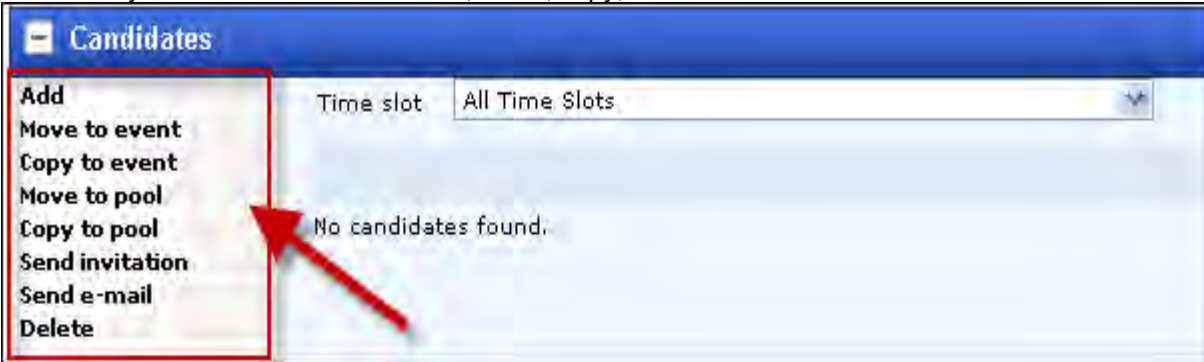 Candidates
Add
Move to event
Copy to event
Move to pool
Copy to pool
Send invitation
Send e-mail
Delete
Time slot All Time Slots
No candidates found.